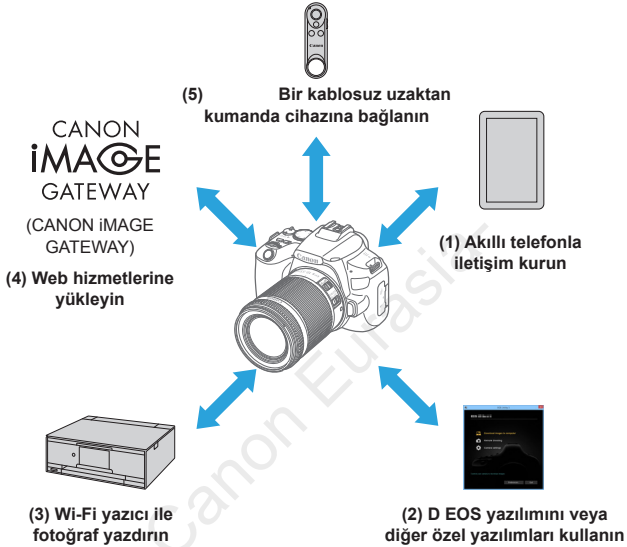 Canon
(5) Bir kablosuz uzaktan
kumanda cihazına bağlanın
CANON
iMAGE
GATEWAY
(CANON iMAGE
GATEWAY)
(4) Web hizmetlerine
yükleyin
(1) Akıllı telefonla
iletişim kurun
Canon
(3) Wi-Fi yazıcı ile
fotoğraf yazdırın
(2) D EOS yazılımını veya
diğer özel yazılımları kullanın
Canon Eurasia